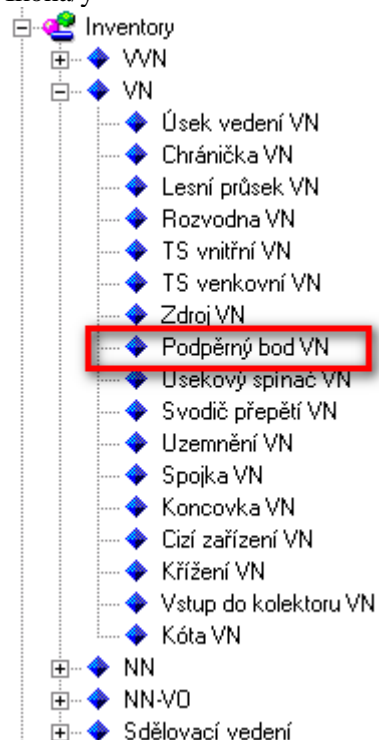 Inventory
VVN
VN
Úsek vedení VN
Chránička VN
Lesní průsek VN
Rozvodna VN
TS vnitřní VN
TS venkovní VN
Zdroj VN
Podpěrný bod VN
Úsekový spínač VN
Svodič přepětí VN
Uzemnění VN
Spojka VN
Koncovka VN
Cizí zařízení VN
Křížení VN
Vstup do kolektoru VN
Kóta VN
NN
NN-VO
Sdělovací vedení